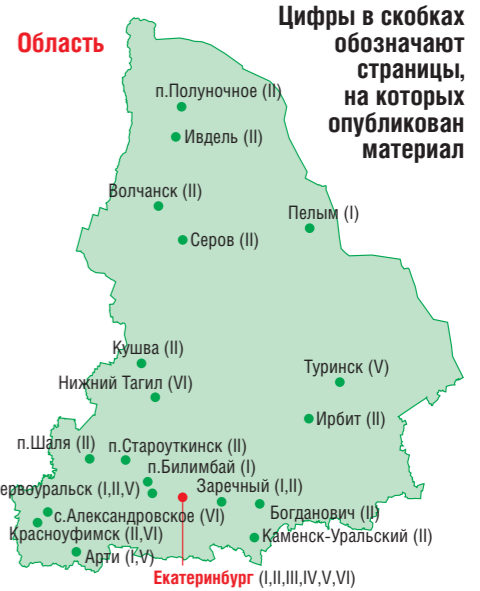 Область
Цифры в скобках
обозначают
страницы,
на которых
опубликован
материал
п.Полуночное (II)
Ивдель (II)
Волчанск (II)
Пелым (I)
Серов (II)
Кушва (II)
Туринск (V)
Нижний Тагил (VI)
Ирбит (II)
п.Шаля (II)
п.Староуткинск (II)
п.Билимбай (I)
ервоуральск (I,II,V)
Заречный (I,II)
с.Александровское (VI)
Богданович (II)
Красноуфимск (II,VI)
Каменск-Уральский (II)
Арти (I,V)
Екатеринбург (I,II,III,IV,V,VI)